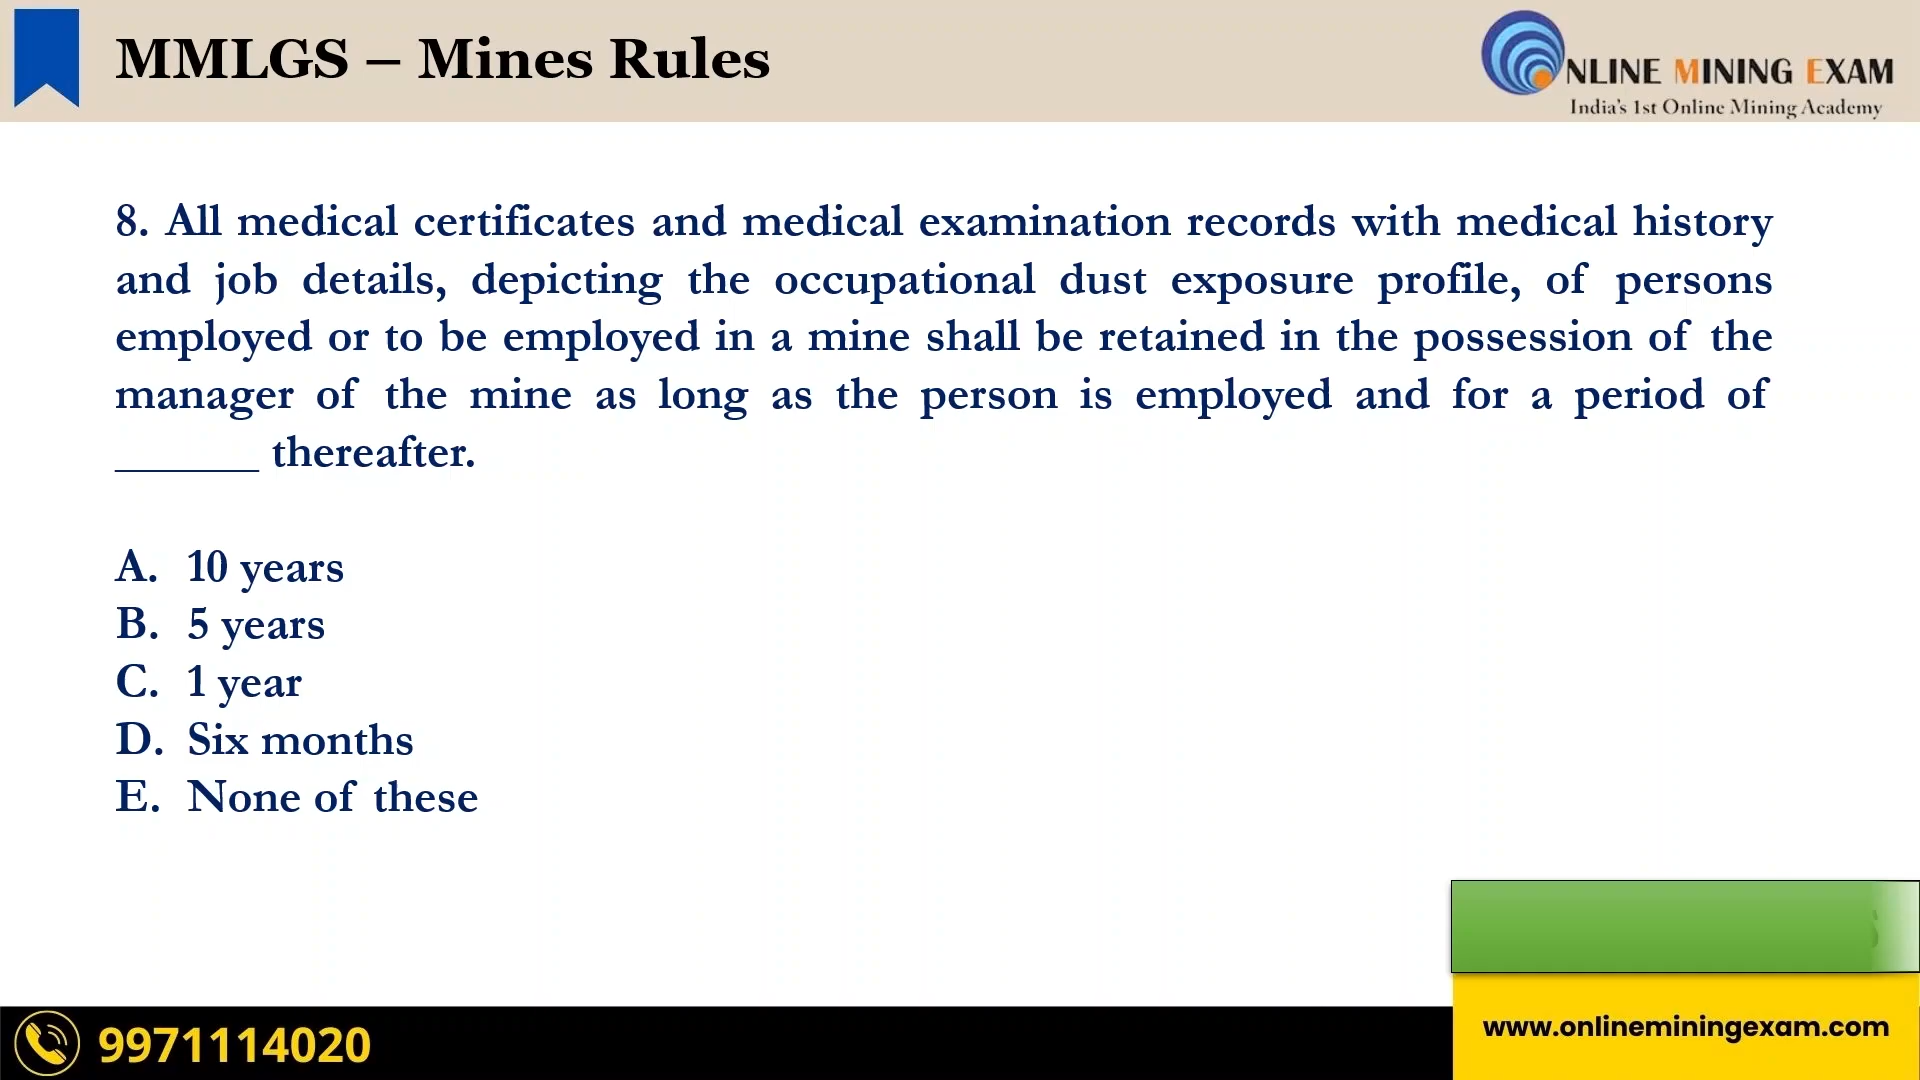 MMLGS – Mines Rules
NLINE MINING EXAM
India's 1st Online Mining Academy
8. All medical certificates and medical examination records with medical history
and job details, depicting the occupational dust exposure profile, of persons
employed or to be employed in a mine shall be retained in the possession of the
manager of the mine as long as the person is employed and for a period of
______ thereafter.
A. 10 years
B. 5 years
C. 1 year
D. Six months
E. None of these
9971114020
www.onlineminingexam.com